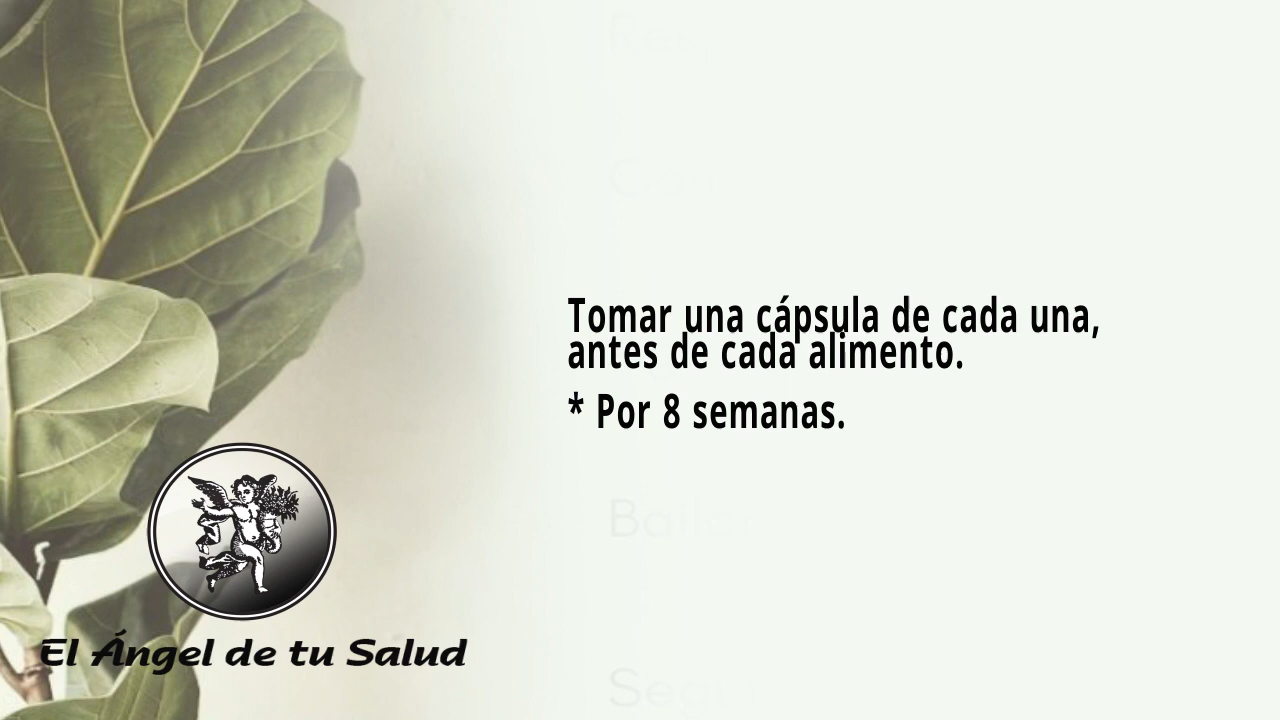 Tomar una cápsula de cada una,
antes de cada alimento.
* Por 8 semanas.
El Ángel de tu Salud